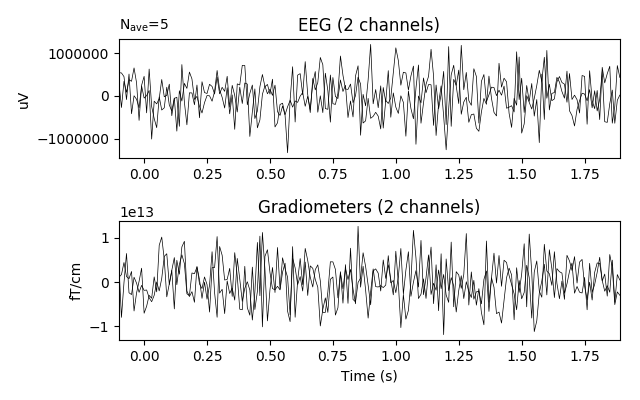 N_ave=5
EEG (2 channels)
1000000
0
−1000000
uV
0.00 0.25 0.50 0.75 1.00 1.25 1.50 1.75
1e13
Gradiometers (2 channels)
1
0
−1
fT/cm
0.00 0.25 0.50 0.75 1.00 1.25 1.50 1.75
Time (s)